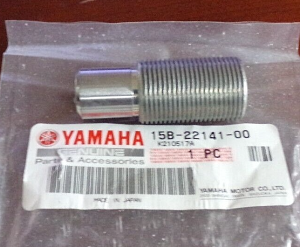 YAMAHA 15B-22141-00
GENUINE K210517A
Parts & Accessories 1 PC
MADE IN JAPAN YAMAHA MOTOR CO.,LTD.